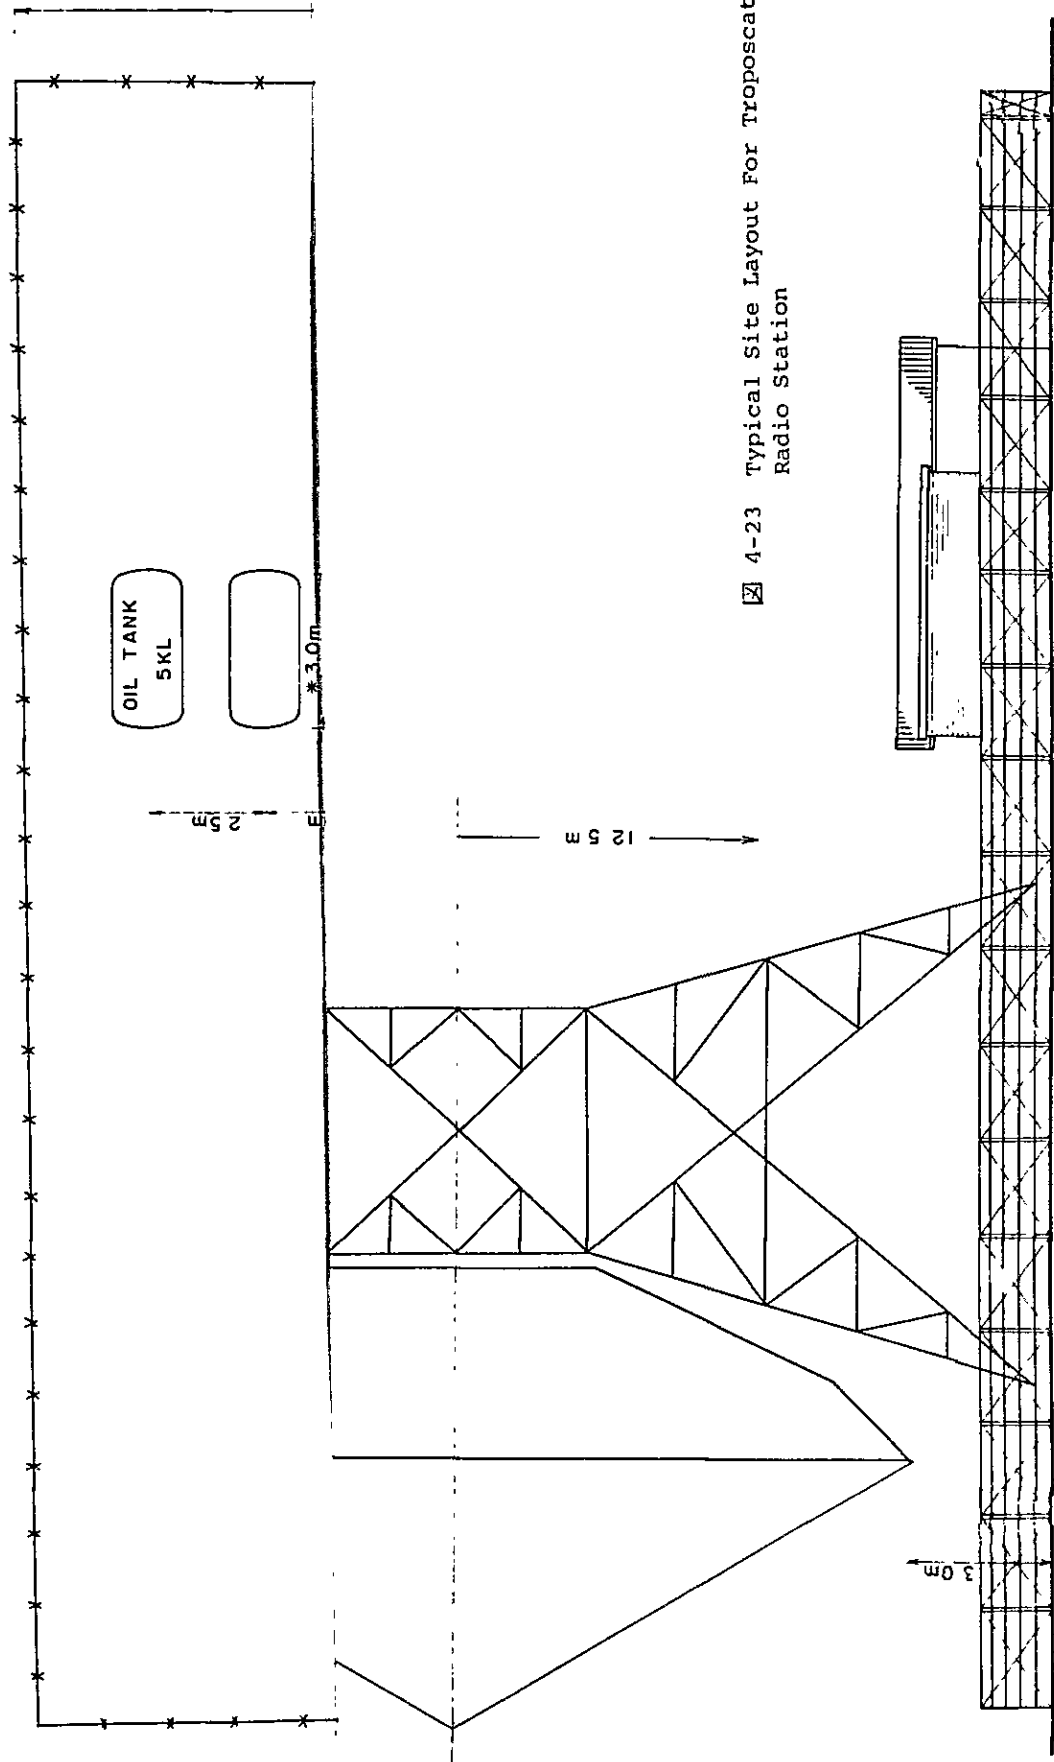 OIL TANK
5KL
* 3.0m
2.5m
m
12 5 m
3 0m
図 4-23 Typical Site Layout For Troposcat
Radio Station